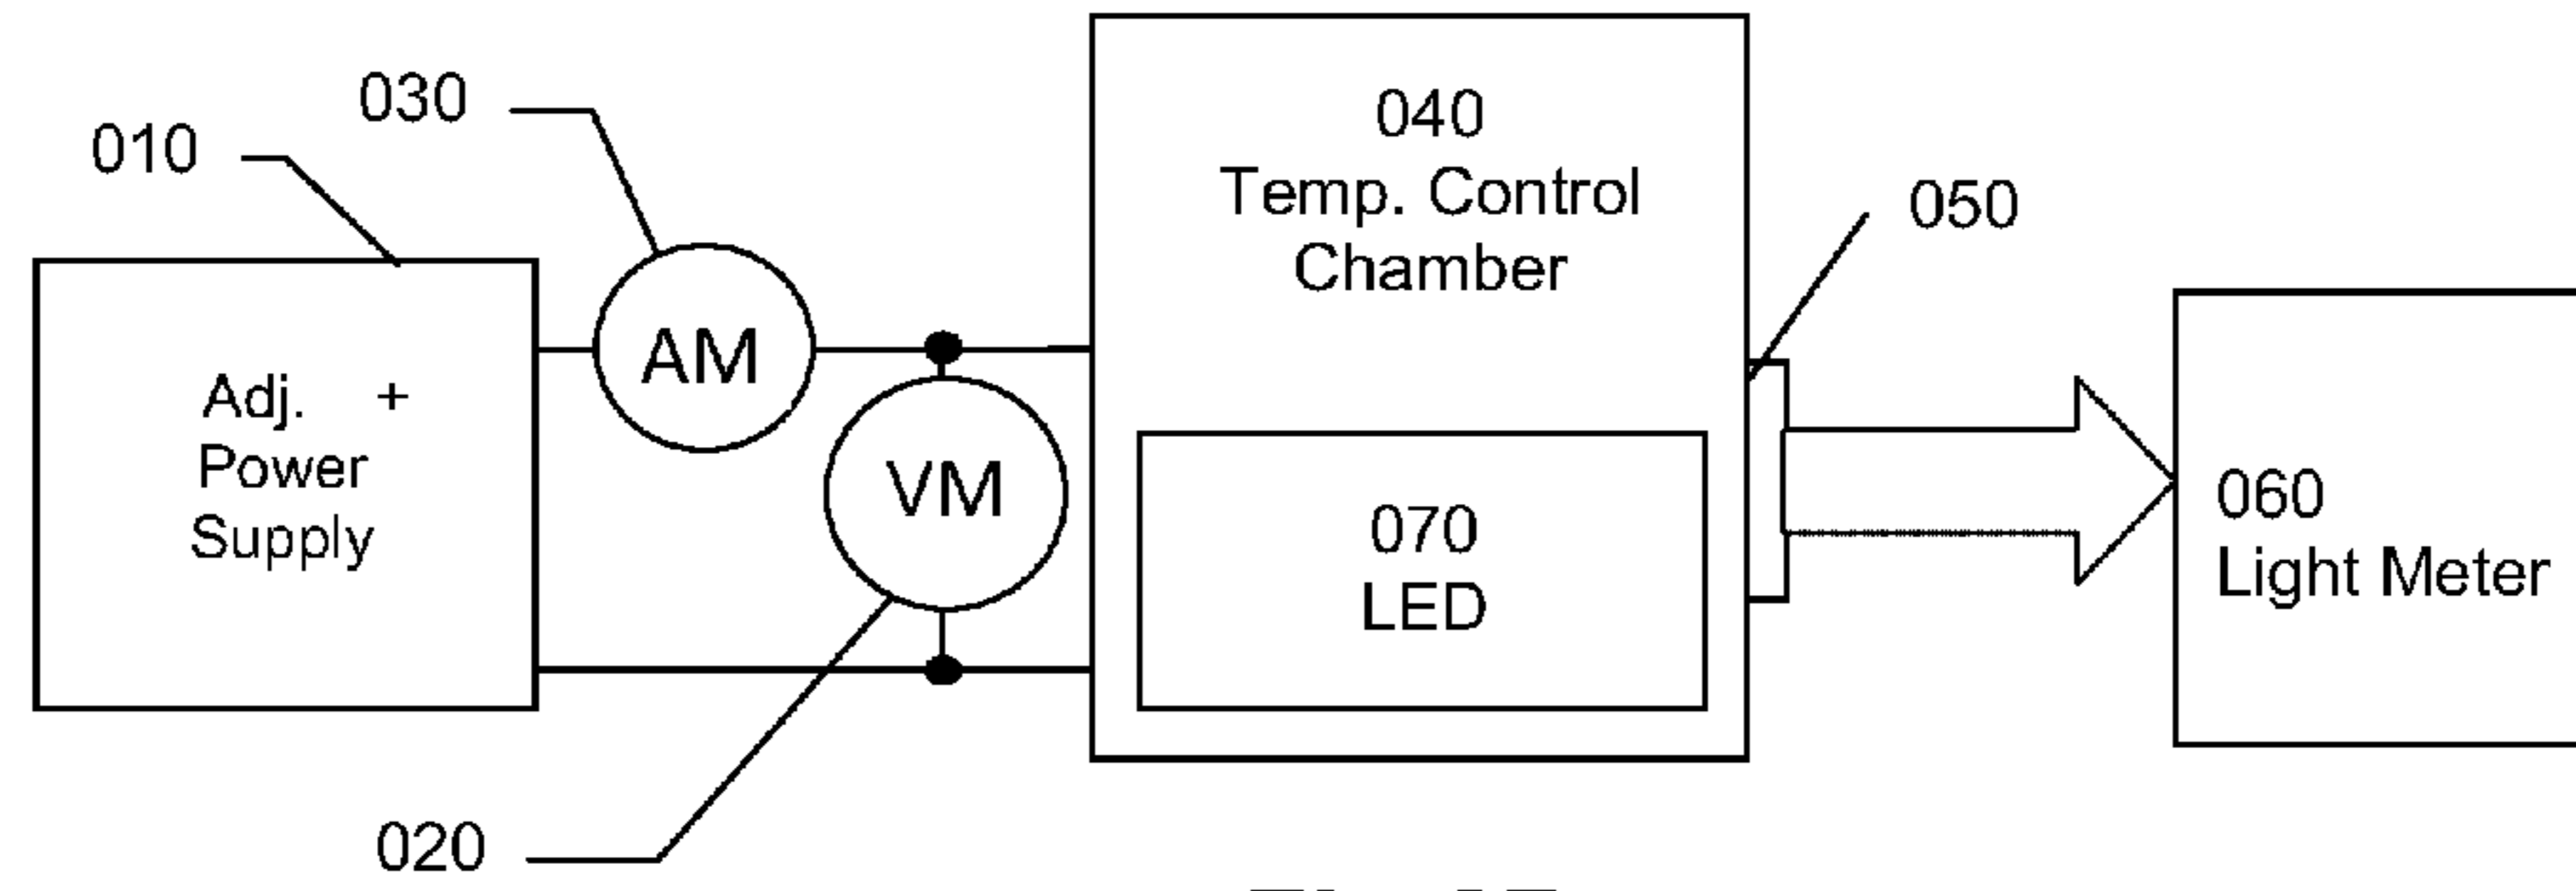 030
010
040
Temp. Control
Chamber
050
Adj. +
Power
Supply
AM
VM
070
LED
060
Light Meter
020